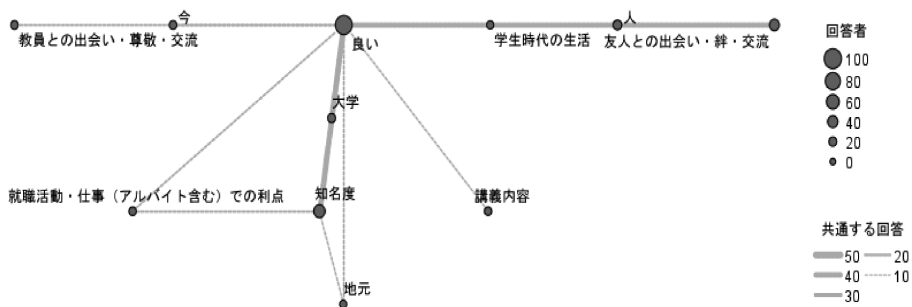 今
人
教員との出会い・尊敬・交流
良い
学生時代の生活
友人との出会い・絆・交流
大学
就職活動・仕事（アルバイト含む）での利点
知名度
講義内容
地元
回答者
100
80
60
40
20
0
共通する回答
50 20
40 10
30